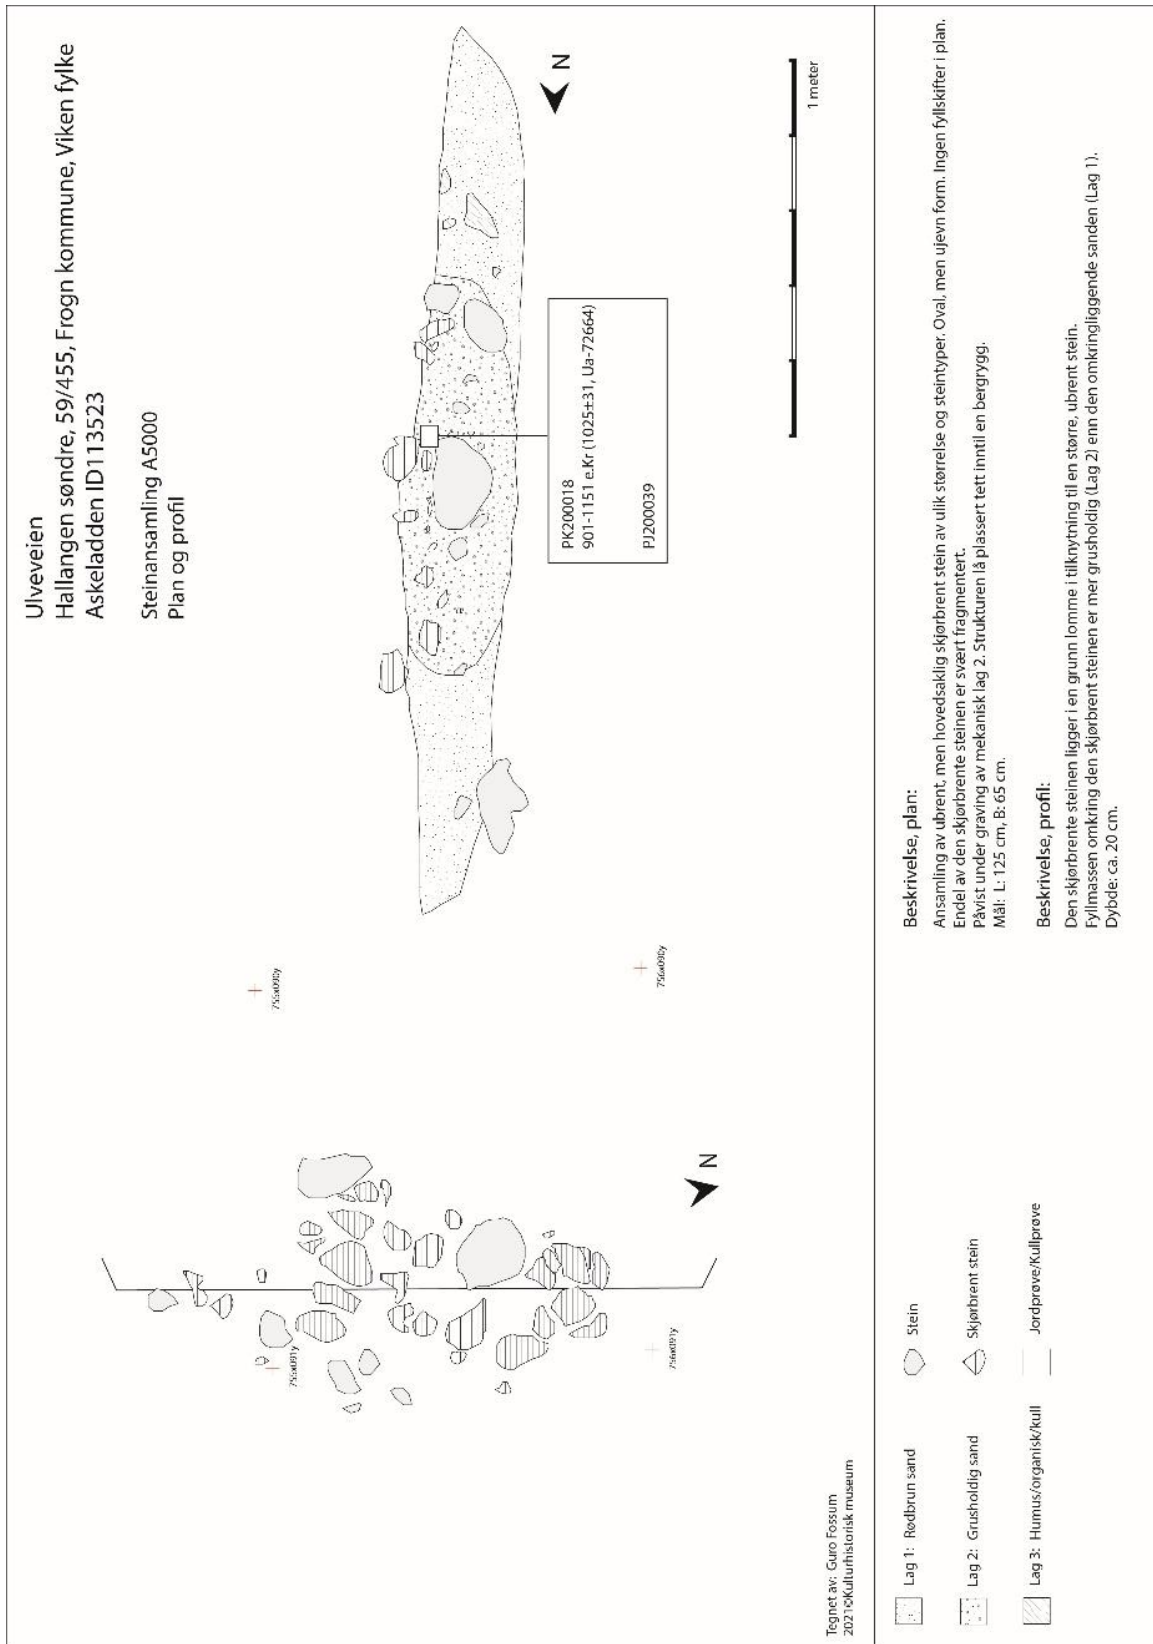 Ulveveien
Hallangen søndre, 59/455, Frogn kommune, Viken fylke
Askeladden ID113523
Steinansamling A5000
Plan og profil
N
1 meter
PK200018
901-1151 e.Kr (1025±31, Ua-72664)
PJ200039
755x090y
756x090y
N
755x091y
756x091y
Tegnet av: Guro Fossum
2021©Kulturhistorisk museum
Lag 1: Rødbrun sand
Lag 2: Grusholdig sand
Lag 3: Humus/organisk/kull
Stein
Skjørbrent stein
Jordprøve/Kullprøve
Beskrivelse, plan:
Ansamling av ubrent, men hovedsaklig skjørbrent stein av ulik størrelse og steintyper. Oval, men ujevn form. Ingen fyllskifter i plan.
Endel av den skjørbrente steinen er svært fragmentert.
Påvist under graving av mekanisk lag 2. Strukturen lå plassert tett inntil en bergrygg.
Mål: L: 125 cm, B: 65 cm.
Beskrivelse, profil:
Den skjørbrente steinen ligger i en grunn lomme i tilknytning til en større, ubrent stein.
Fyllmassen omkring den skjørbrent steinen er mer grusholdig (Lag 2) enn den omkringliggende sanden (Lag 1).
Dybde: ca. 20 cm.